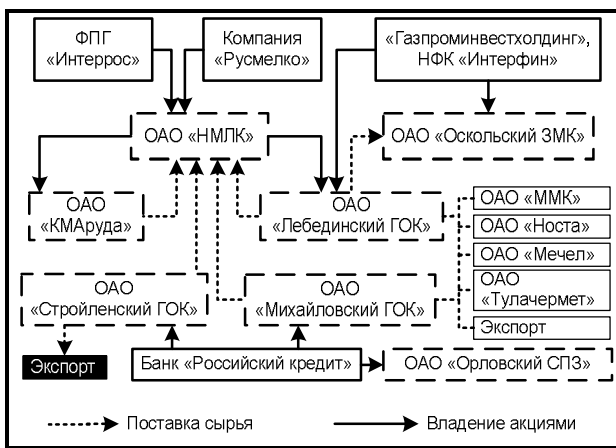 ФПГ
«Интеррос»
Компания
«Русмелко»
«Газпроминвестхолдинг»,
НФК «Интерфин»
ОАО «НМЛК»
ОАО «Оскольский ЗМК»
ОАО
«КМАруда»
ОАО
«Лебединский ГОК»
ОАО «ММК»
ОАО «Носта»
ОАО «Мечел»
ОАО
«Тулачермет»
Экспорт
ОАО
«Стройленский ГОК»
ОАО
«Михайловский ГОК»
Экспорт
Банк «Российский кредит»
ОАО «Орловский СПЗ»
Поставка сырья
Владение акциями